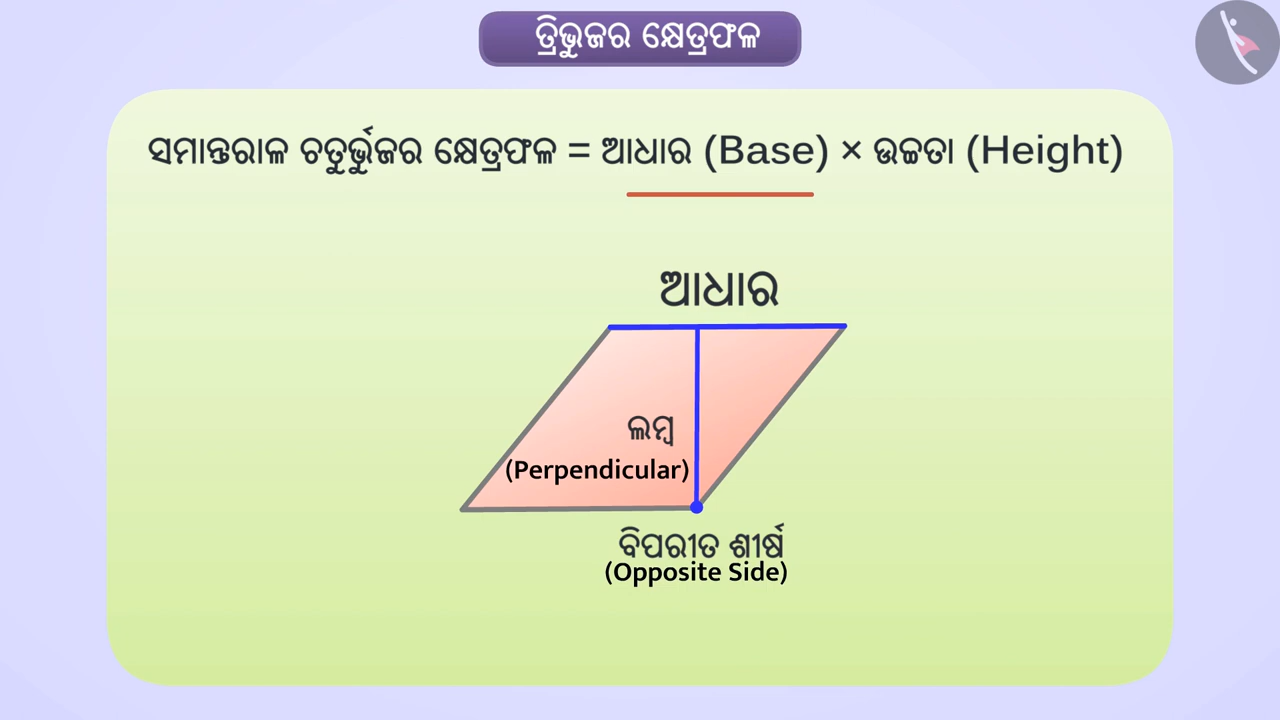 ତ୍ରିଭୁଜର କ୍ଷେତ୍ରଫଳ
ସମାନ୍ତରାଳ ଚତୁର୍ଭୁଜର କ୍ଷେତ୍ରଫଳ = ଆଧାର (Base) × ଉଚ୍ଚତା (Height)
ଆଧାର
ଲମ୍ବ
(Perpendicular)
ବିପରୀତ ଶୀର୍ଷ
(Opposite Side)